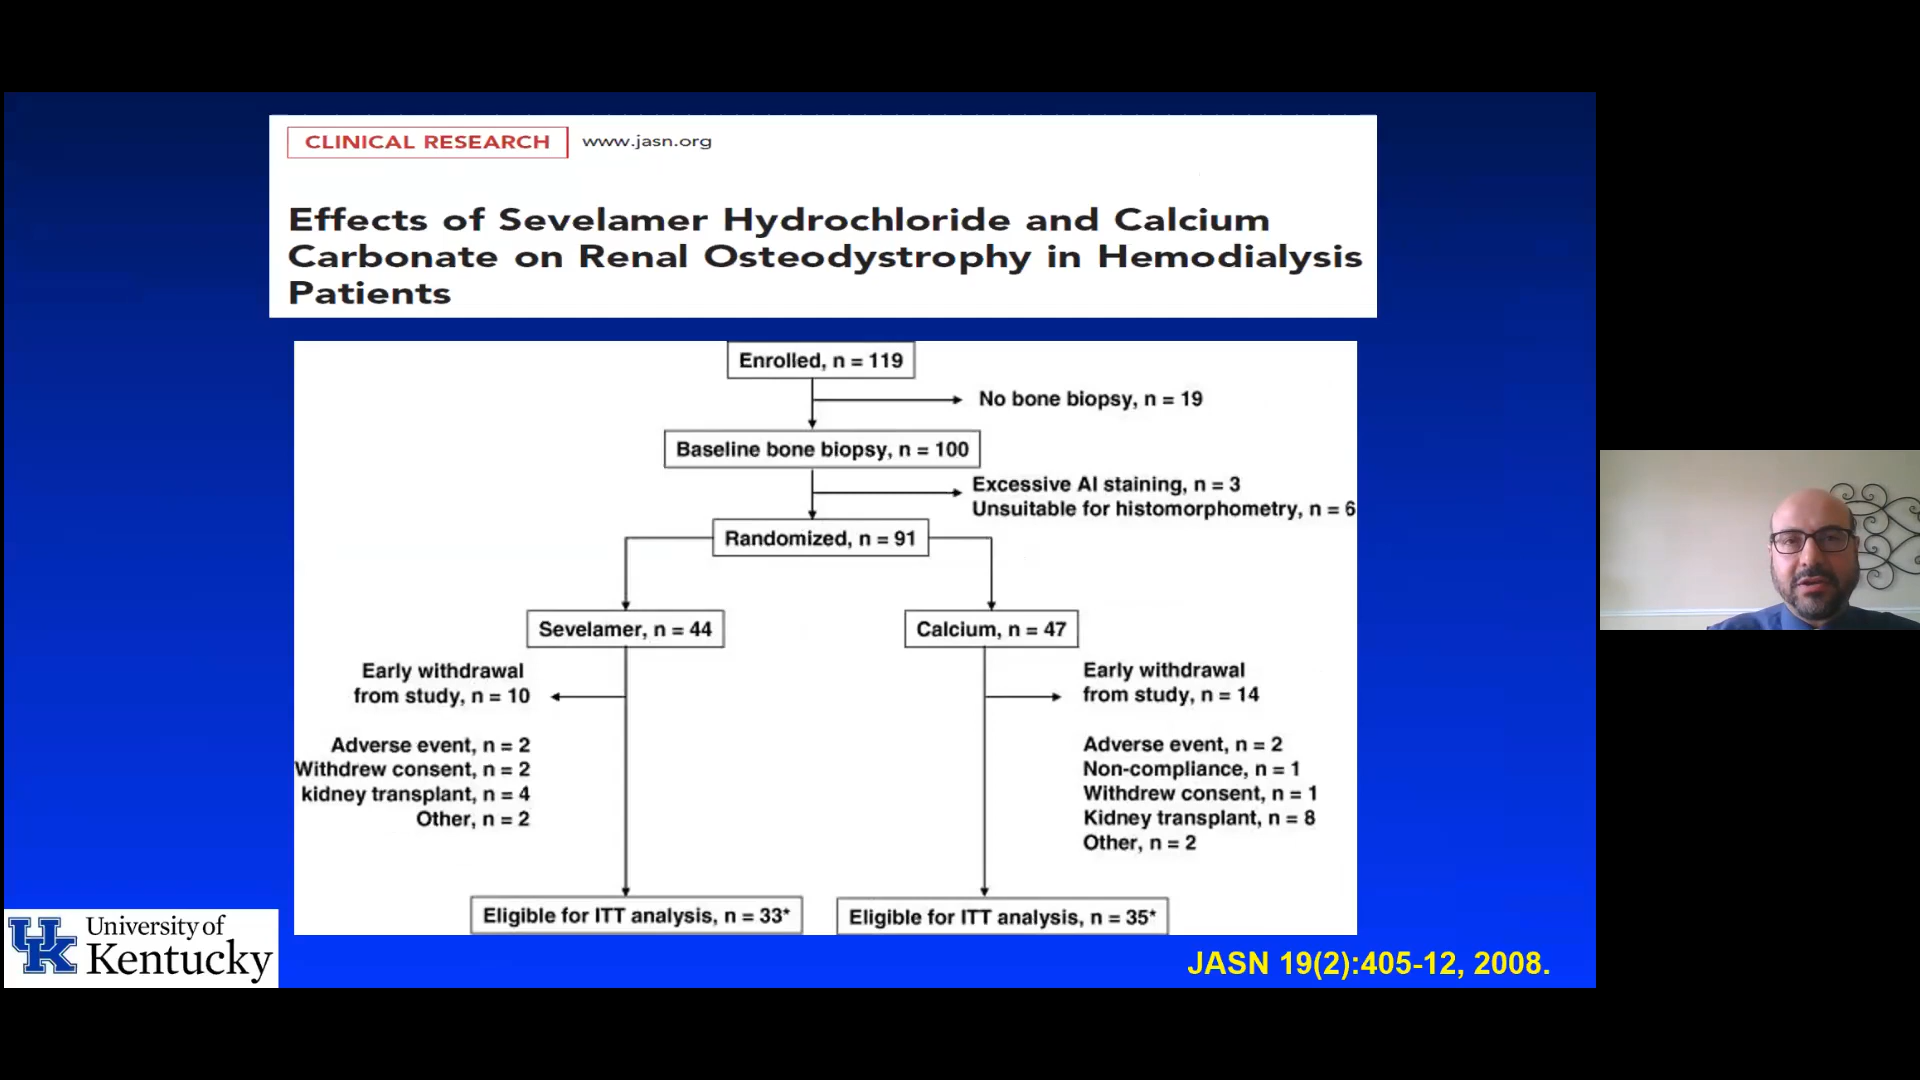 CLINICAL RESEARCH www.jasn.org
Effects of Sevelamer Hydrochloride and Calcium
Carbonate on Renal Osteodystrophy in Hemodialysis
Patients
Enrolled, n = 119
No bone biopsy, n = 19
Baseline bone biopsy, n = 100
Excessive Al staining, n = 3
Unsuitable for histomorphometry, n = 6
Randomized, n = 91
Sevelamer, n = 44
Calcium, n = 47
Early withdrawal
from study, n = 10
Adverse event, n = 2
Withdrew consent, n = 2
kidney transplant, n = 4
Other, n = 2
Early withdrawal
from study, n = 14
Adverse event, n = 2
Non-compliance, n = 1
Withdrew consent, n = 1
Kidney transplant, n = 8
Other, n = 2
Eligible for ITT analysis, n = 33*
Eligible for ITT analysis, n = 35*
UK University of
Kentucky
JASN 19(2):405-12, 2008.